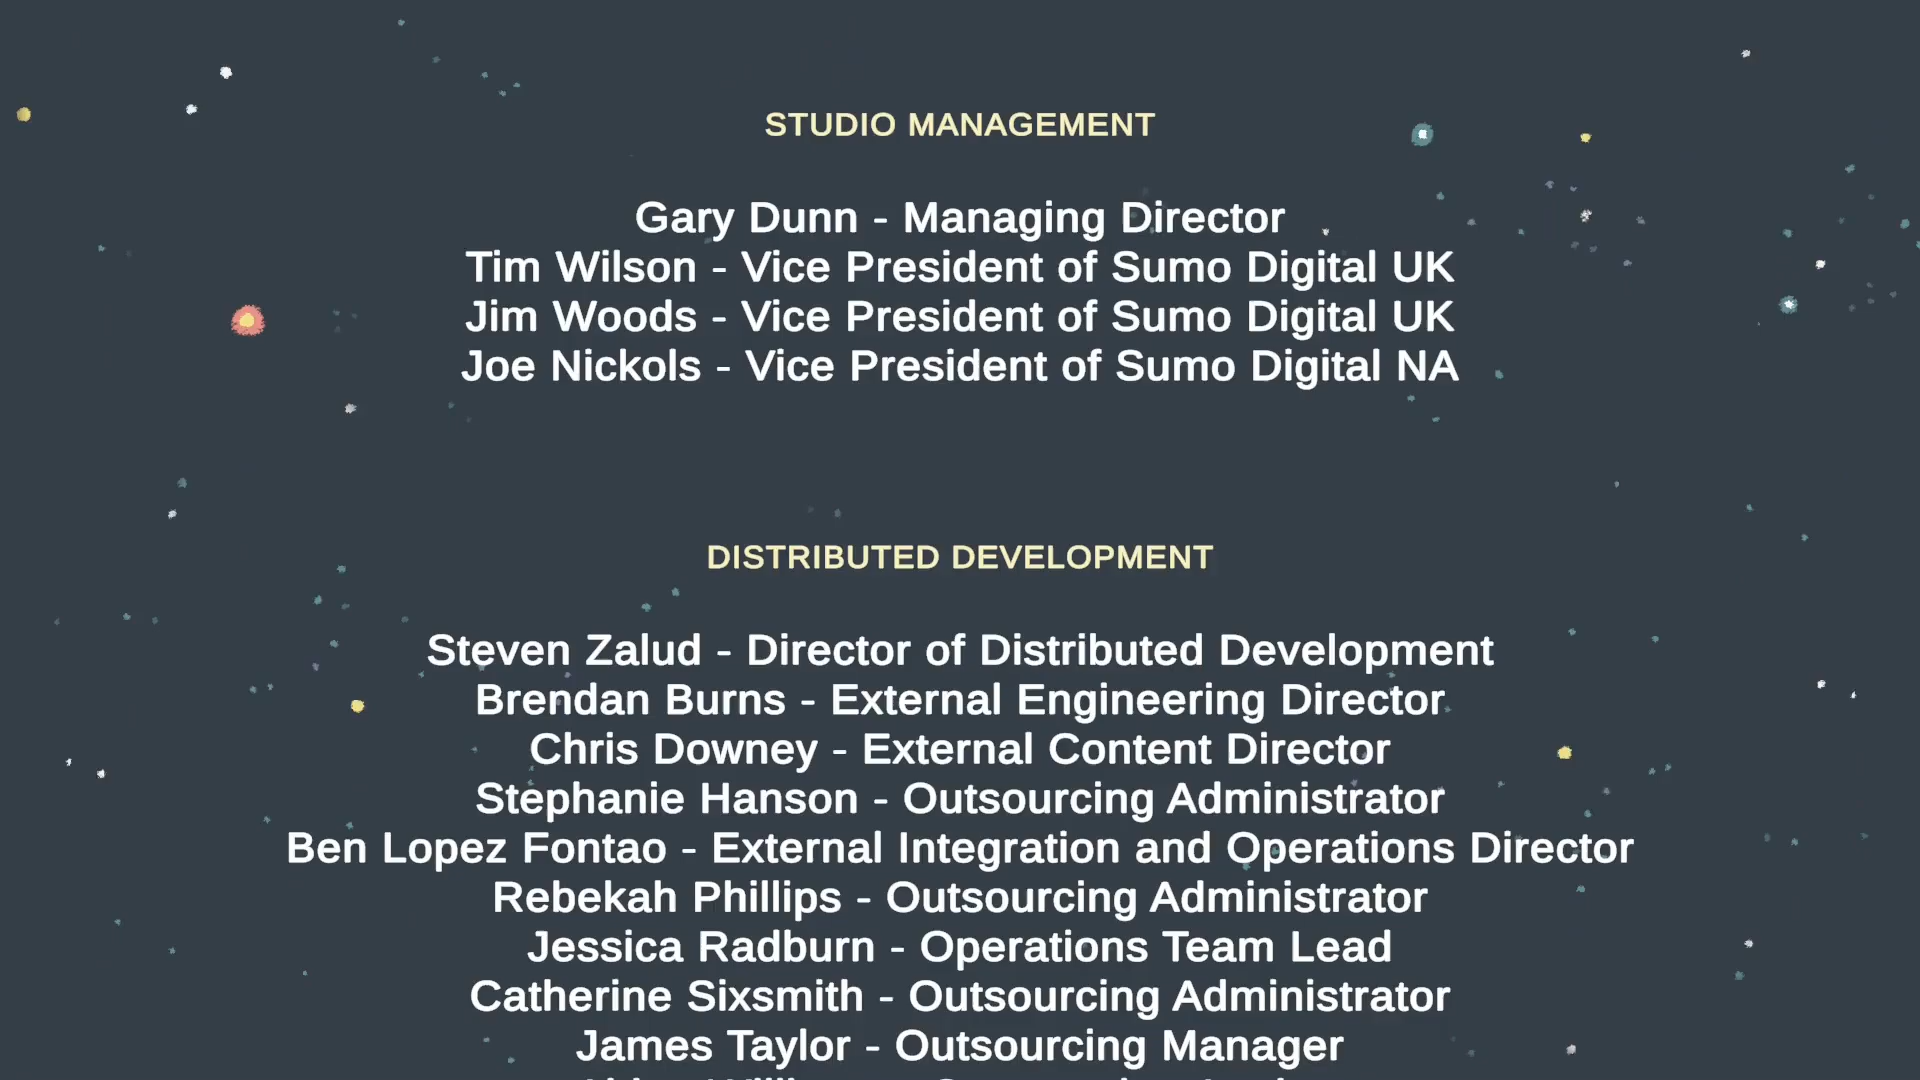 STUDIO MANAGEMENT
Gary Dunn - Managing Director
Tim Wilson - Vice President of Sumo Digital UK
Jim Woods - Vice President of Sumo Digital UK
Joe Nickols - Vice President of Sumo Digital NA
DISTRIBUTED DEVELOPMENT
Steven Zalud - Director of Distributed Development
Brendan Burns - External Engineering Director
Chris Downey - External Content Director
Stephanie Hanson - Outsourcing Administrator
Ben Lopez Fontao - External Integration and Operations Director
Rebekah Phillips - Outsourcing Administrator
Jessica Radburn - Operations Team Lead
Catherine Sixsmith - Outsourcing Administrator
James Taylor - Outsourcing Manager